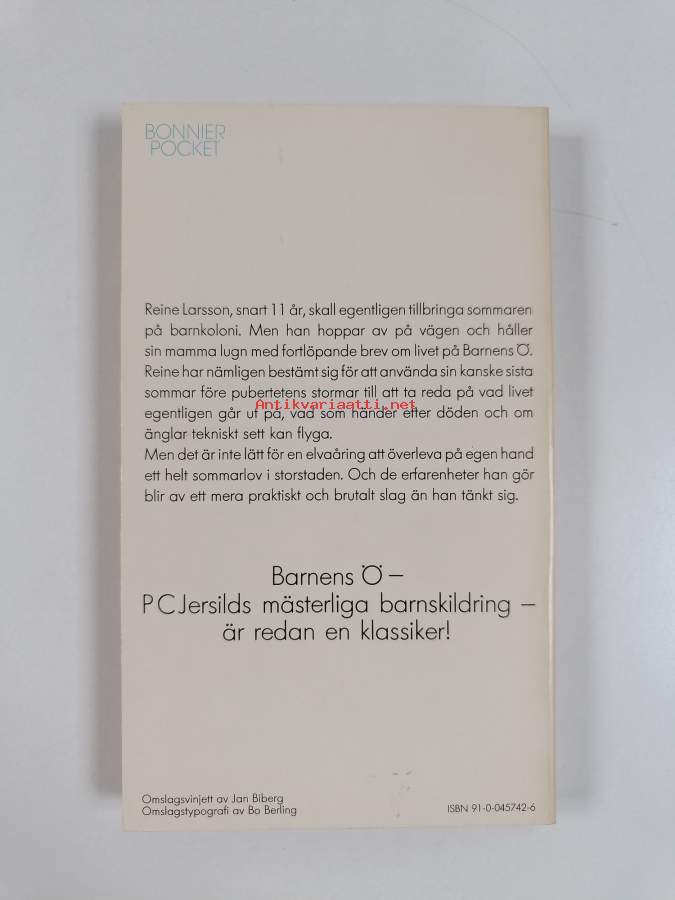 BONNIER
POCKET
Reine Larsson, snart 11 år, skall egentligen tillbringa sommaren
på barnkoloni. Men han hoppar av på vägen och håller
sin mamma lugn med fortlöpande brev om livet på Barnens Ö.
Reine har nämligen bestämt sig för att använda sin kanske sista
sommar före pubertetens stormar till att ta reda på vad livet
egentligen går ut på, vad som händer efter döden och om
Antikvariaatti.net
änglar tekniskt sett kan flyga.
Men det är inte lätt för en elvaåring att överleva på egen hand
ett helt sommarlov i storstaden. Och de erfarenheter han gör
blir av ett mera praktiskt och brutalt slag än han tänkt sig.
Barnens Ö –
P C Jersilds mästerliga barnskildring –
är redan en klassiker!
Omslagsvinjett av Jan Biberg
Omslagstypografi av Bo Berling
ISBN 91-0-045742-6